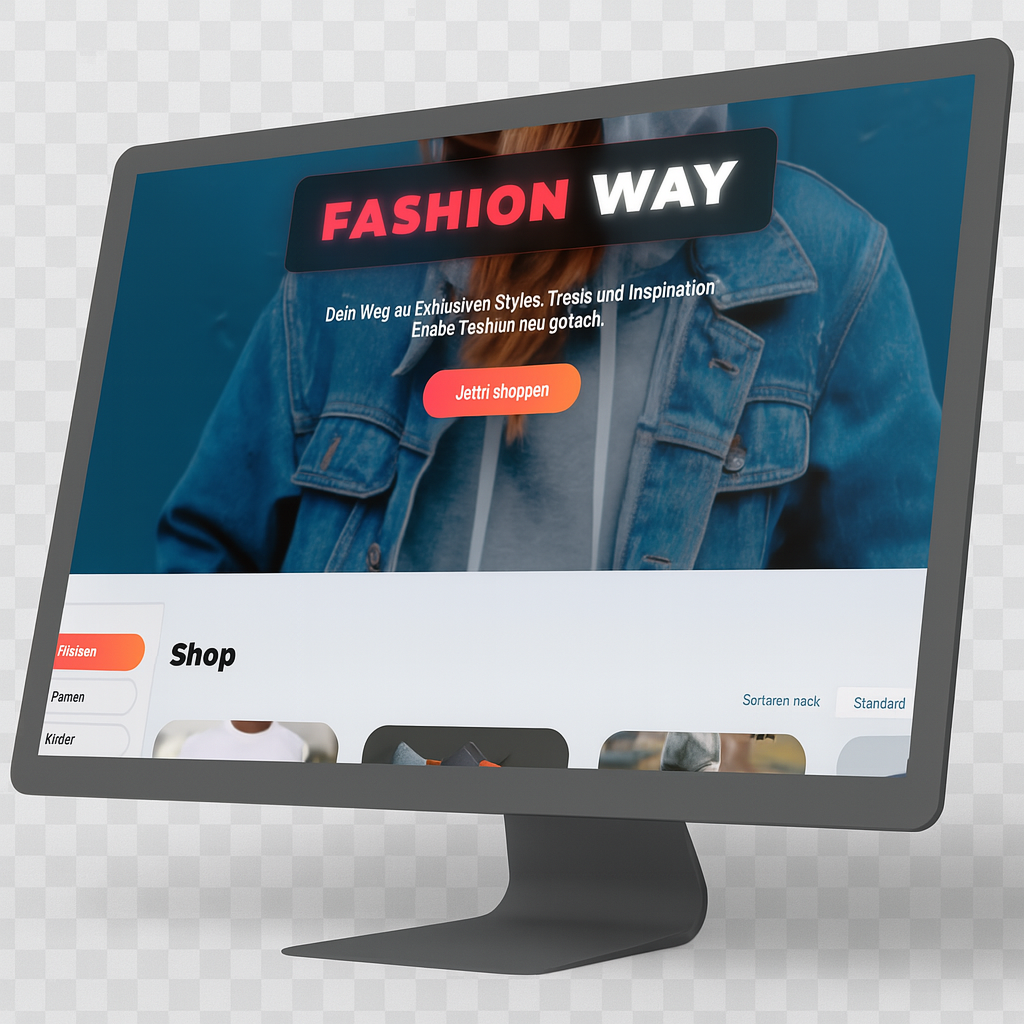 FASHION WAY
Dein Weg au Exhiusiven Styles. Tresis und Inspination
Enabe Teshiun neu gotach.
Jettri shoppen
Flisisen
Shop
Pamen
Sortaren nack
Standard
Kirder